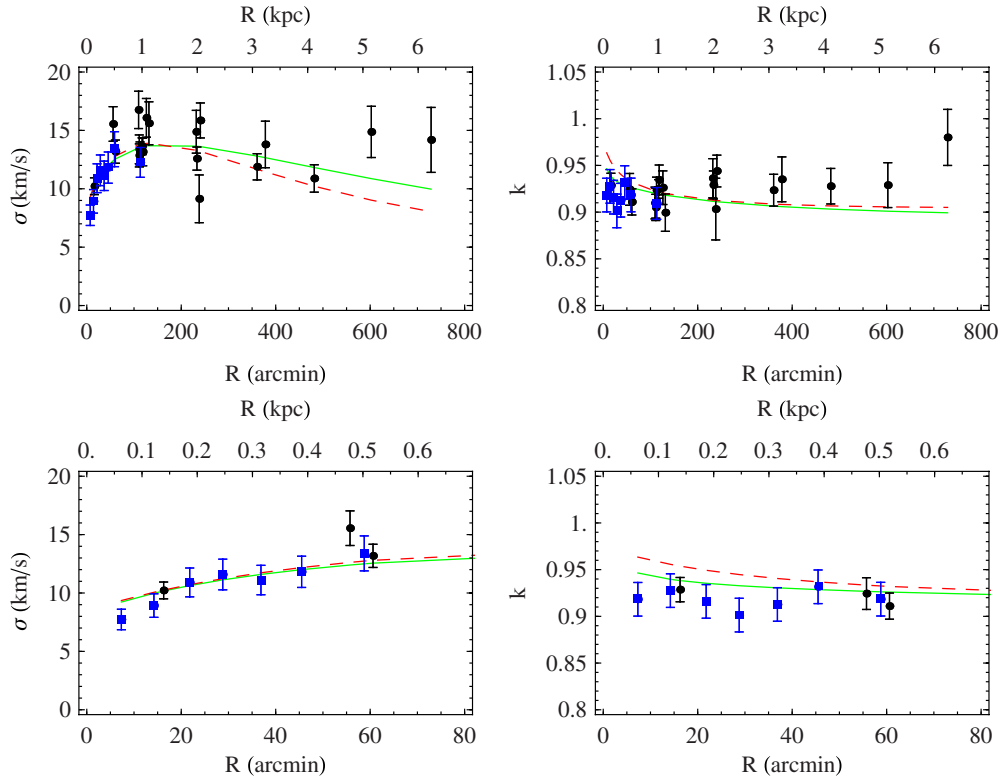 R (kpc)
0 1 2 3 4 5 6
20
15
10
5
0
σ (km/s)
0 200 400 600 800
R (arcmin)
R (kpc)
0 1 2 3 4 5 6
1.05
1.
0.95
0.9
0.85
0.8
k
0 200 400 600 800
R (arcmin)
R (kpc)
0. 0.1 0.2 0.3 0.4 0.5 0.6
20
15
10
5
0
σ (km/s)
0 20 40 60 80
R (arcmin)
R (kpc)
0. 0.1 0.2 0.3 0.4 0.5 0.6
1.05
1.
0.95
0.9
0.85
0.8
k
0 20 40 60 80
R (arcmin)